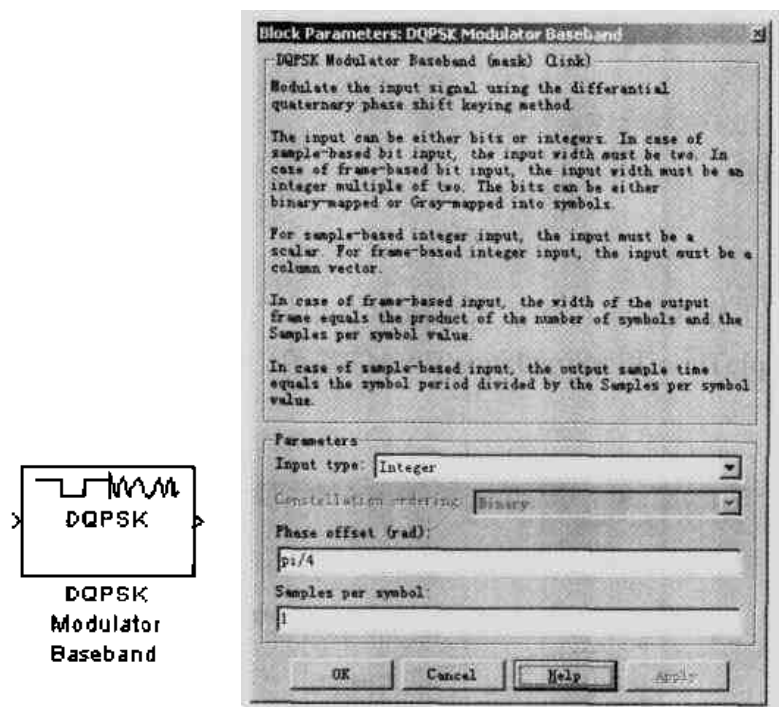 DQPSK
DQPSK
Modulator
Baseband
Block Parameters: DQPSK Modulator Baseband
DQPSK Modulator Baseband (mask) (link)
Modulate the input signal using the differential
quaternary phase shift keying method.
The input can be either bits or integers. In case of
sample-based bit input, the input width must be two. In
case of frame-based bit input, the input width must be an
integer multiple of two. The bits can be either
binary-mapped or Gray-mapped into symbols.
For sample-based integer input, the input must be a
scalar. For frame-based integer input, the input must be a
column vector.
In case of frame-based input, the width of the output
frame equals the product of the number of symbols and the
Samples per symbol value.
In case of sample-based input, the output sample time
equals the symbol period divided by the Samples per symbol
value.
Parameters
Input type: Integer
Constellation ordering: Binary
Phase offset (rad):
pi/4
Samples per symbol:
1
OK Cancel Help Apply